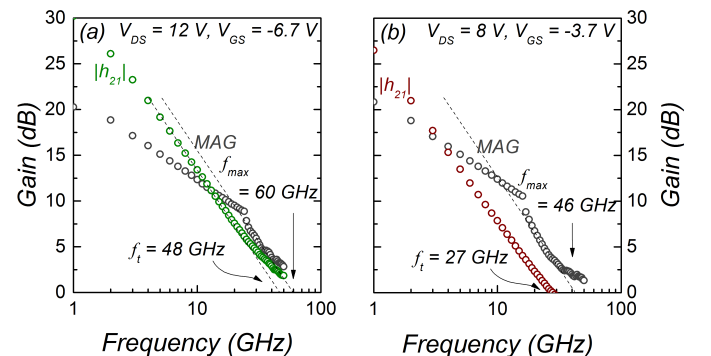 (a) V_DS = 12 V, V_GS = -6.7 V
|h_21|
MAG
f_max
= 60 GHz
f_t = 48 GHz
Gain (dB)
30
25
20
15
10
5
0
1
10
100
Frequency (GHz)
(b) V_DS = 8 V, V_GS = -3.7 V
|h_21|
MAG
f_max
= 46 GHz
f_t = 27 GHz
Gain (dB)
30
25
20
15
10
5
0
1
10
100
Frequency (GHz)